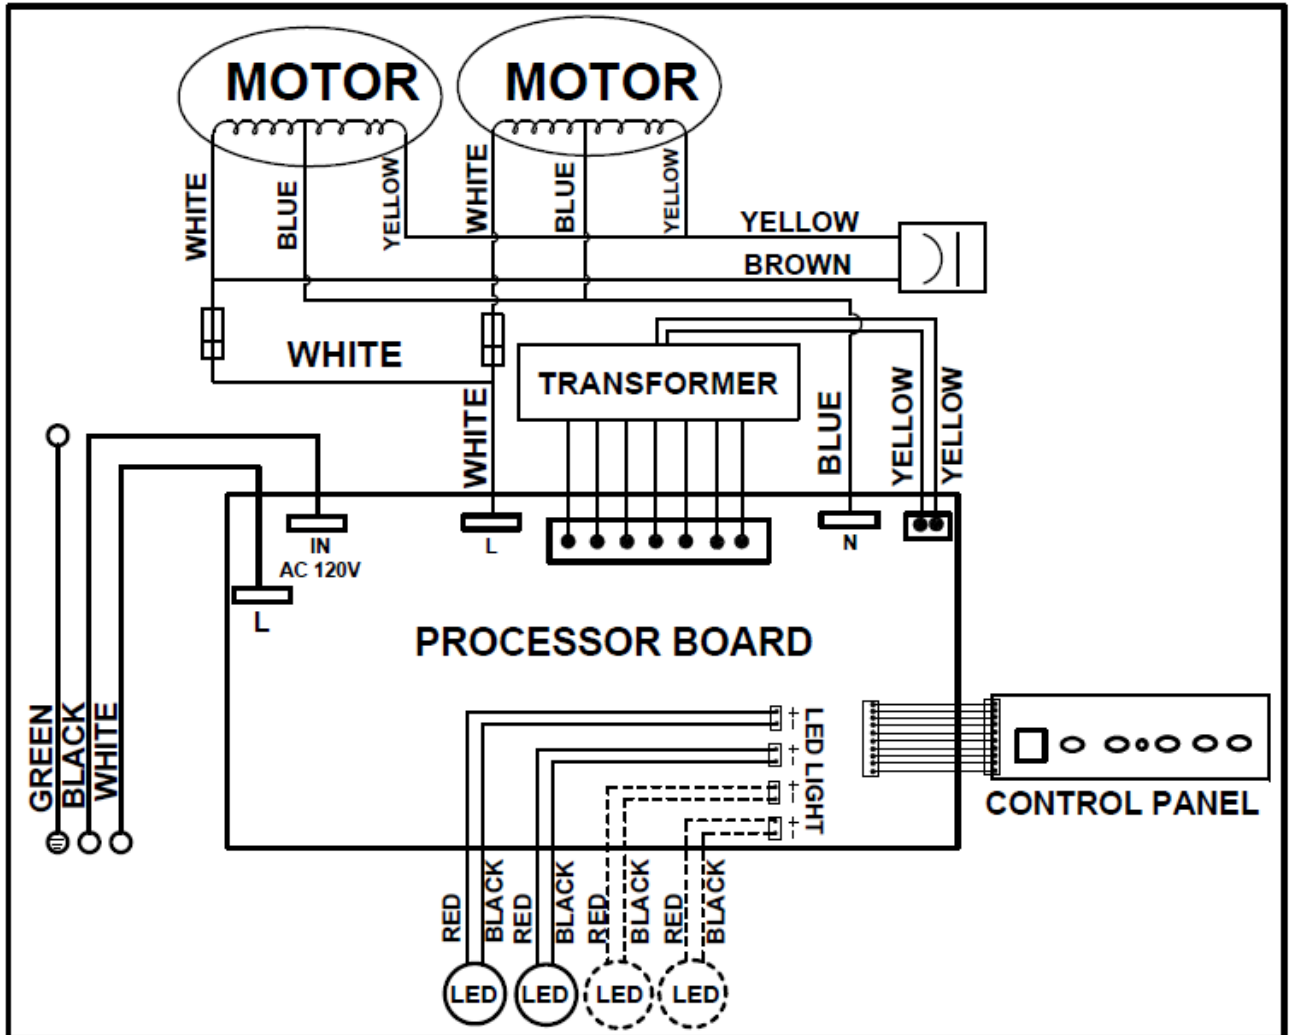 MOTOR
MOTOR
WHITE
BLUE
YELLOW
WHITE
BLUE
YELLOW
YELLOW
BROWN
WHITE
TRANSFORMER
WHITE
BLUE
YELLOW
YELLOW
IN
AC 120V
L
N
L
PROCESSOR BOARD
GREEN
BLACK
WHITE
+
-
+
-
+
-
+
-
LED LIGHT
CONTROL PANEL
RED
BLACK
RED
BLACK
RED
BLACK
RED
BLACK
LED
LED
LED
LED